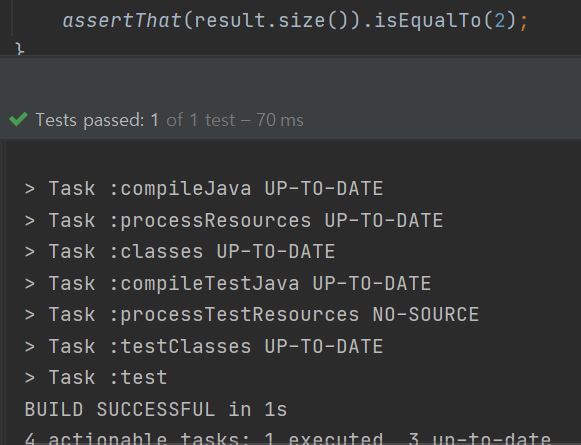 assertThat(result.size()).isEqualTo(2);
}
Tests passed: 1 of 1 test – 70 ms
> Task :compileJava UP-TO-DATE
> Task :processResources UP-TO-DATE
> Task :classes UP-TO-DATE
> Task :compileTestJava UP-TO-DATE
> Task :processTestResources NO-SOURCE
> Task :testClasses UP-TO-DATE
> Task :test
BUILD SUCCESSFUL in 1s
4 actionable tasks: 1 executed, 3 up-to-date